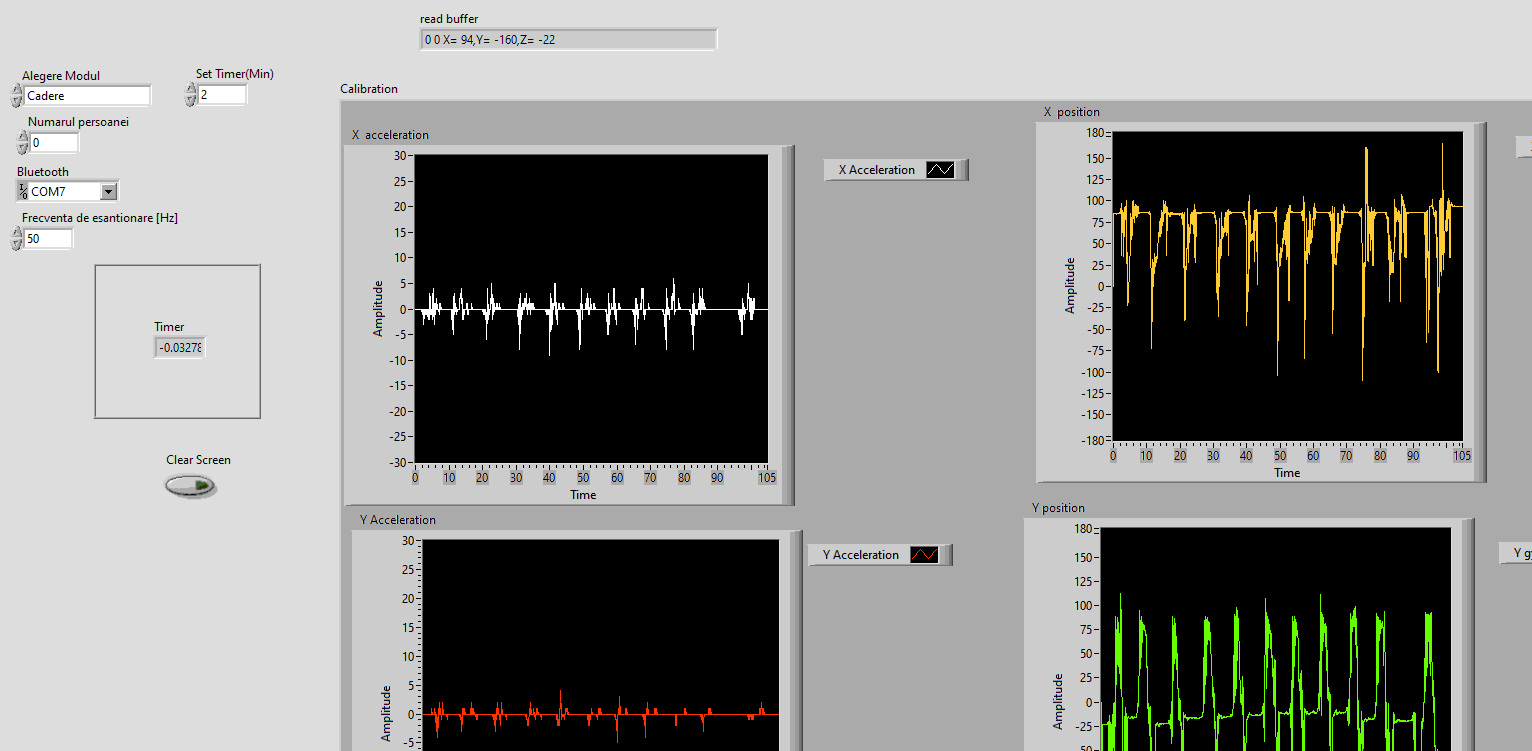 read buffer
0 0 X= 94,Y= -160,Z= -22
Alegere Modul
Cadere
Set Timer(Min)
2
Numarul persoanei
0
Bluetooth
COM7
Frecventa de esantionare [Hz]
50
Timer
-0.03278
Clear Screen
Calibration
X acceleration
X Acceleration
Amplitude
30
25
20
15
10
5
0
-5
-10
-15
-20
-25
-30
0 10 20 30 40 50 60 70 80 90 105
Time
X position
Amplitude
180
150
125
100
75
50
25
0
-25
-50
-75
-100
-125
-150
-180
0 10 20 30 40 50 60 70 80 90 105
Time
Y Acceleration
Y Acceleration
Amplitude
30
25
20
15
10
5
0
-5
Y position
Y g
Amplitude
180
150
125
100
75
50
25
0
-25